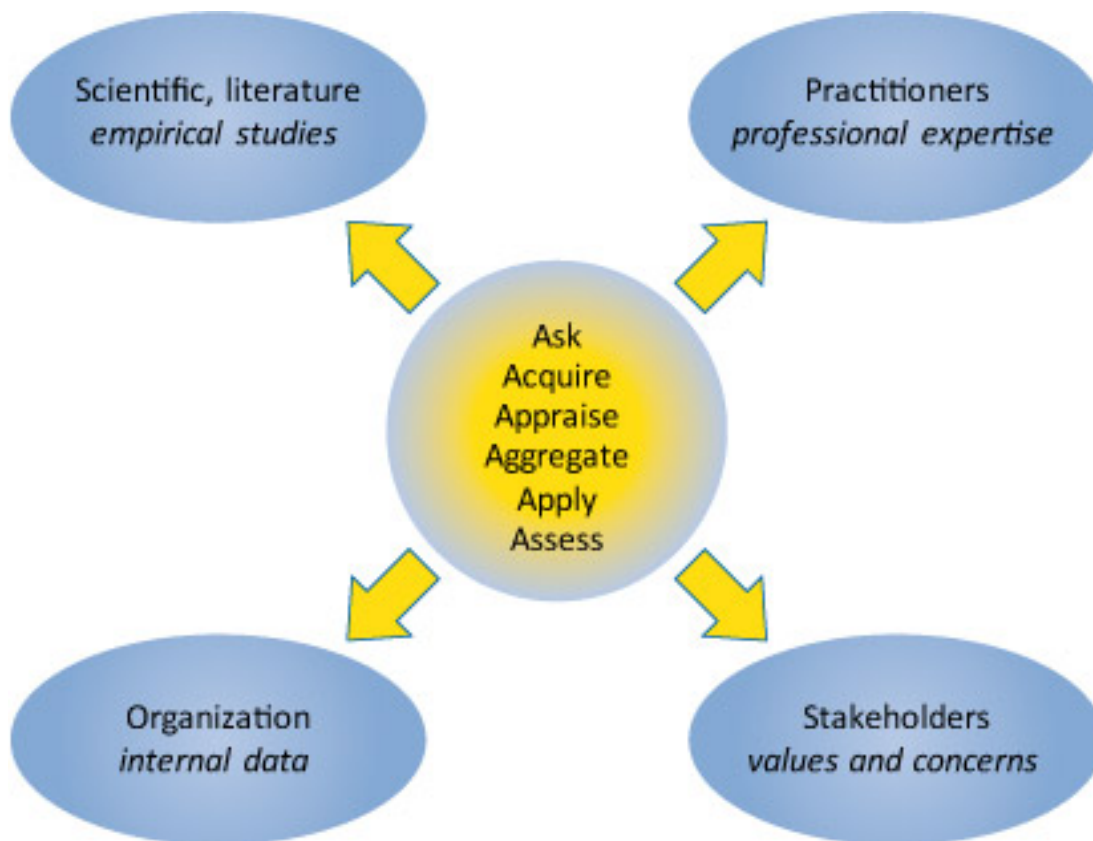 Scientific, literature
empirical studies
Practitioners
professional expertise
Ask
Acquire
Appraise
Aggregate
Apply
Assess
Organization
internal data
Stakeholders
values and concerns